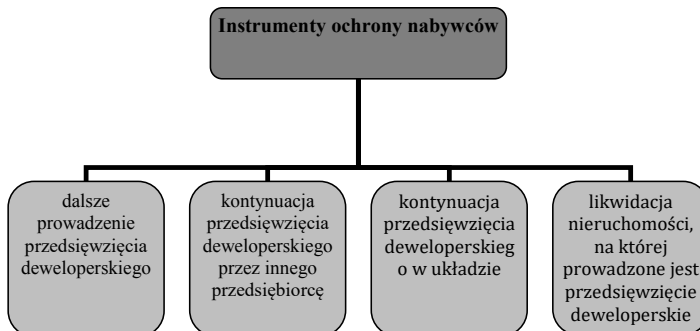 Instrumenty ochrony nabywców
dalsze
prowadzenie
przedsięwzięcia
deweloperskiego
kontynuacja
przedsięwzięcia
deweloperskiego
przez innego
przedsiębiorcę
kontynuacja
przedsięwzięcia
deweloperskieg
o w układzie
likwidacja
nieruchomości,
na której
prowadzone jest
przedsięwzięcie
deweloperskie